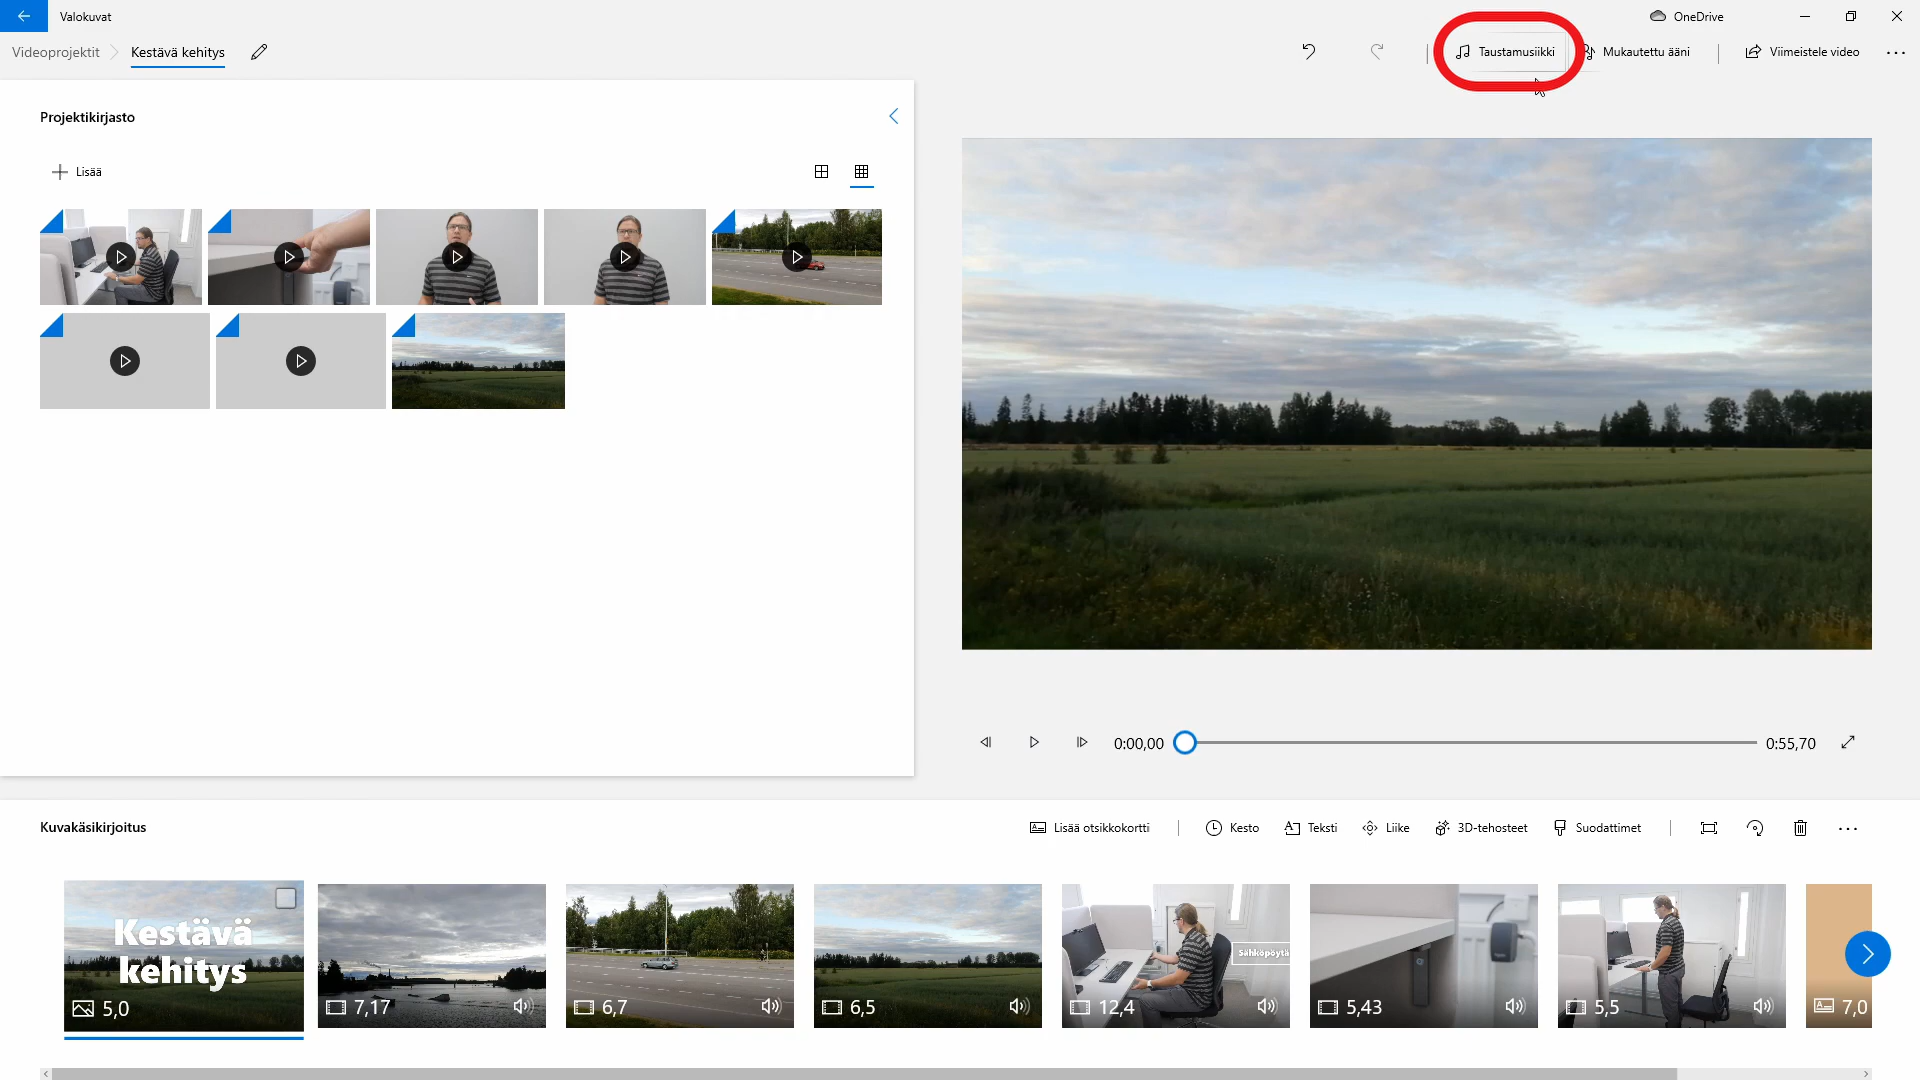 Valokuvat
OneDrive
Videoprojektit
Kestävä kehitys
Taustamusiikki
Mukautettu ääni
Viimeistele video
Projektikirjasto
Lisää
0:00,00
0:55,70
Kuvakäsikirjoitus
Lisää otsikkokortti
Kesto
Teksti
Liike
3D-tehosteet
Suodattimet
Kestävä
kehitys
5,0
7,17
6,7
6,5
Sähköpöytä
12,4
5,43
5,5
7,0